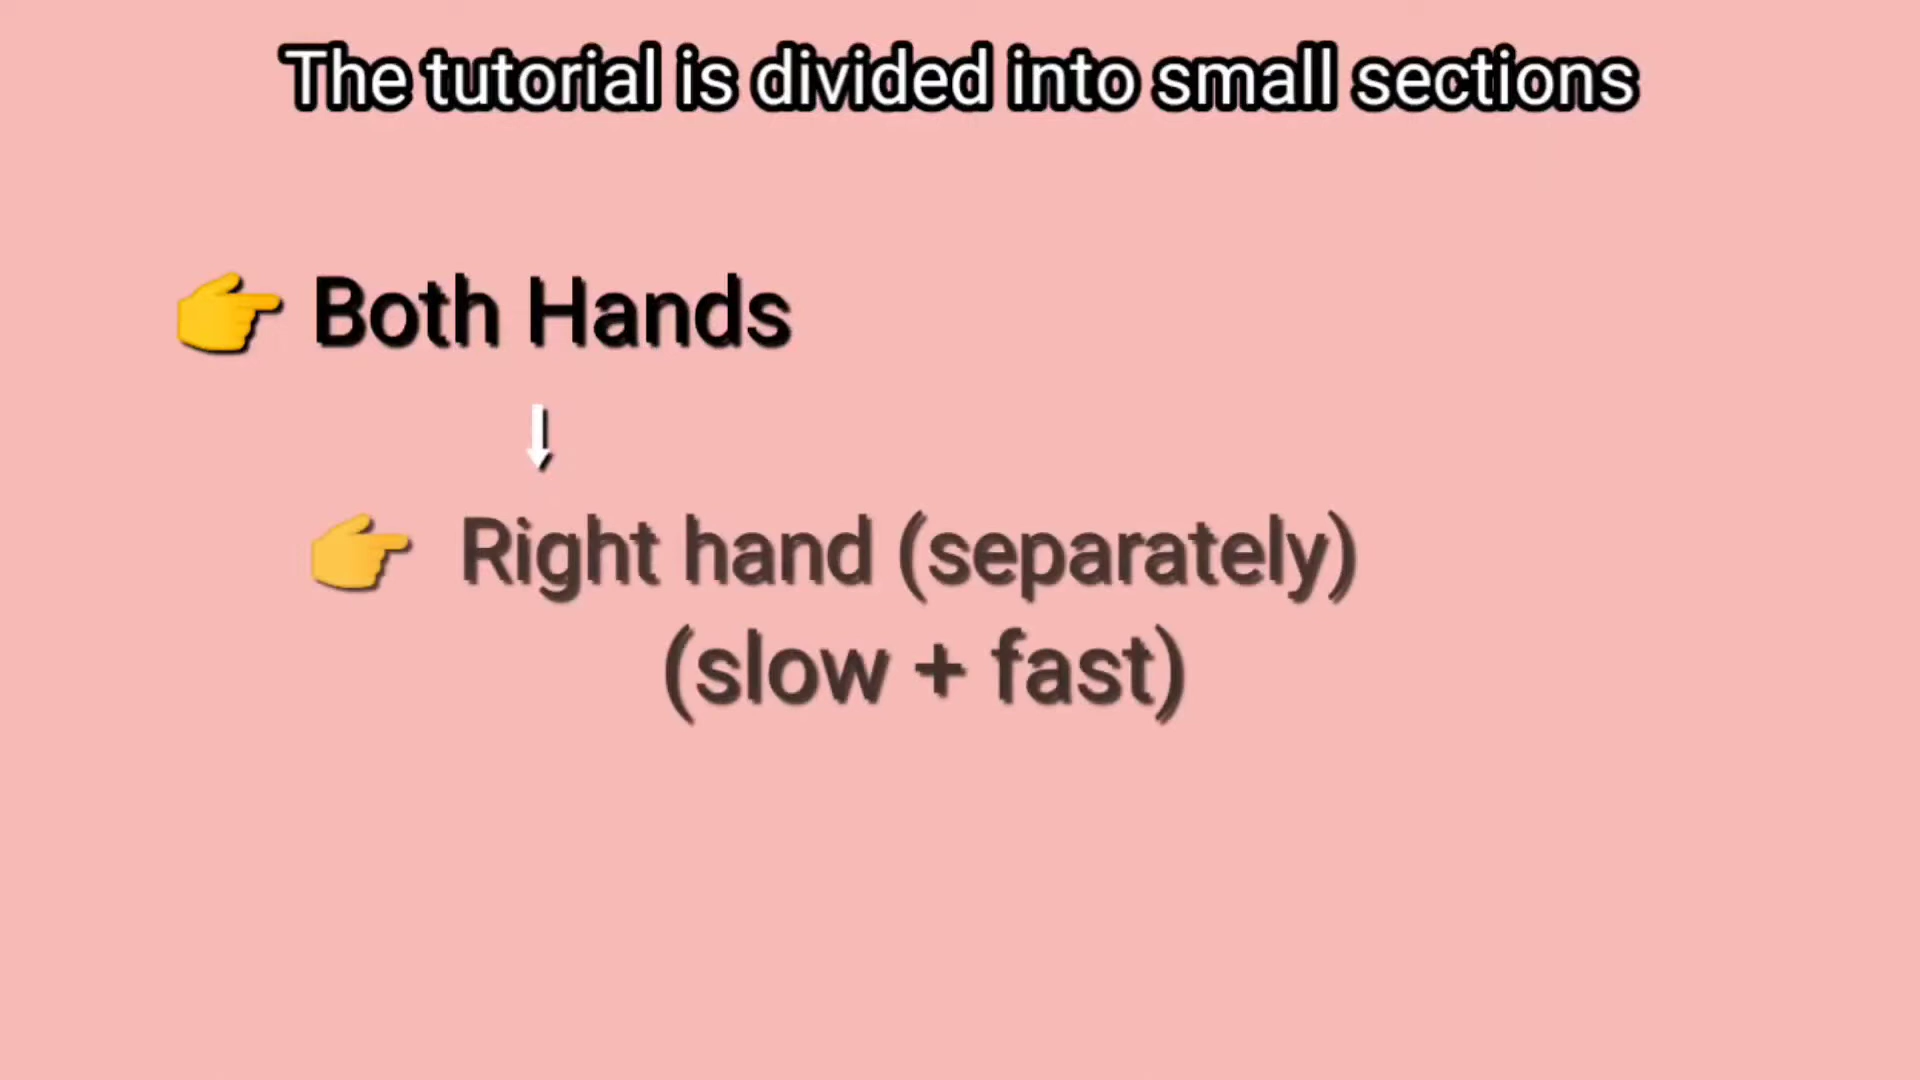 The tutorial is divided into small sections
👉 Both Hands
↓
👉 Right hand (separately)
(slow + fast)